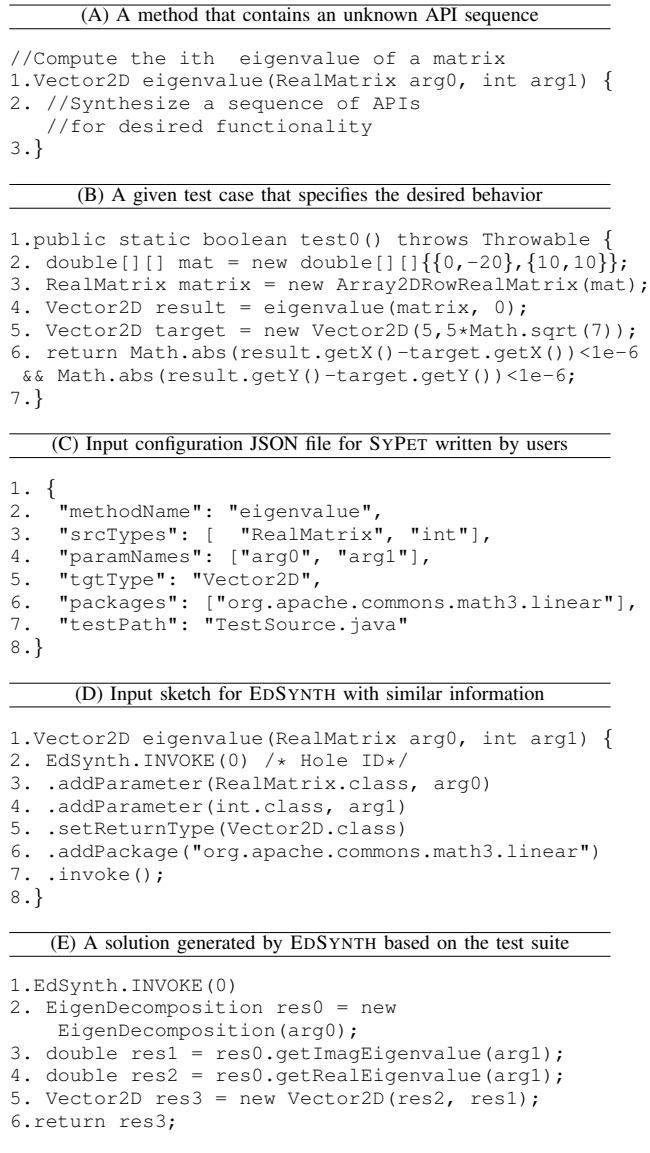 (A) A method that contains an unknown API sequence
//Compute the ith  eigenvalue of a matrix
1.Vector2D eigenvalue(RealMatrix arg0, int arg1) {
2. //Synthesize a sequence of APIs
//for desired functionality
3.}
(B) A given test case that specifies the desired behavior
1.public static boolean test0() throws Throwable {
2. double[][] mat = new double[][]{{0,-20},{10,10}};
3. RealMatrix matrix = new Array2DRowRealMatrix(mat);
4. Vector2D result = eigenvalue(matrix, 0);
5. Vector2D target = new Vector2D(5,5*Math.sqrt(7));
6. return Math.abs(result.getX()-target.getX())<1e-6
&& Math.abs(result.getY()-target.getY())<1e-6;
7.}
(C) Input configuration JSON file for SYPET written by users
1. {
2.  "methodName": "eigenvalue",
3.  "srcTypes": [  "RealMatrix", "int"],
4.  "paramNames": ["arg0", "arg1"],
5.  "tgtType": "Vector2D",
6.  "packages": ["org.apache.commons.math3.linear"],
7.  "testPath": "TestSource.java"
8.}
(D) Input sketch for EDSYNTH with similar information
1.Vector2D eigenvalue(RealMatrix arg0, int arg1) {
2. EdSynth.INVOKE(0) /* Hole ID*/
3. .addParameter(RealMatrix.class, arg0)
4. .addParameter(int.class, arg1)
5. .setReturnType(Vector2D.class)
6. .addPackage("org.apache.commons.math3.linear")
7. .invoke();
8.}
(E) A solution generated by EDSYNTH based on the test suite
1.EdSynth.INVOKE(0)
2. EigenDecomposition res0 = new
EigenDecomposition(arg0);
3. double res1 = res0.getImagEigenvalue(arg1);
4. double res2 = res0.getRealEigenvalue(arg1);
5. Vector2D res3 = new Vector2D(res2, res1);
6.return res3;